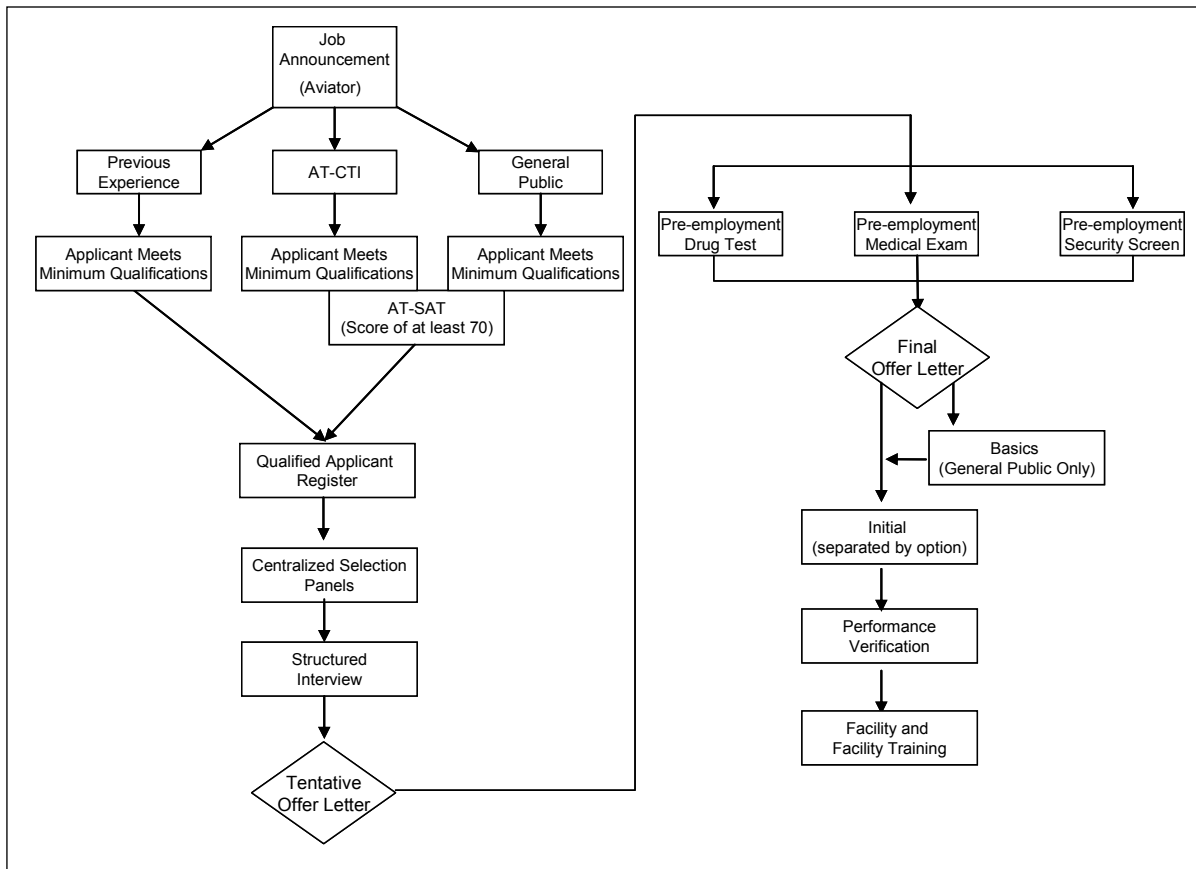 Job
Announcement
(Aviator)
Previous
Experience
AT-CTI
General
Public
Applicant Meets
Minimum Qualifications
Applicant Meets
Minimum Qualifications
Applicant Meets
Minimum Qualifications
AT-SAT
(Score of at least 70)
Qualified Applicant
Register
Centralized Selection
Panels
Structured
Interview
Tentative
Offer Letter
Pre-employment
Drug Test
Pre-employment
Medical Exam
Pre-employment
Security Screen
Final
Offer Letter
Basics
(General Public Only)
Initial
(separated by option)
Performance
Verification
Facility and
Facility Training